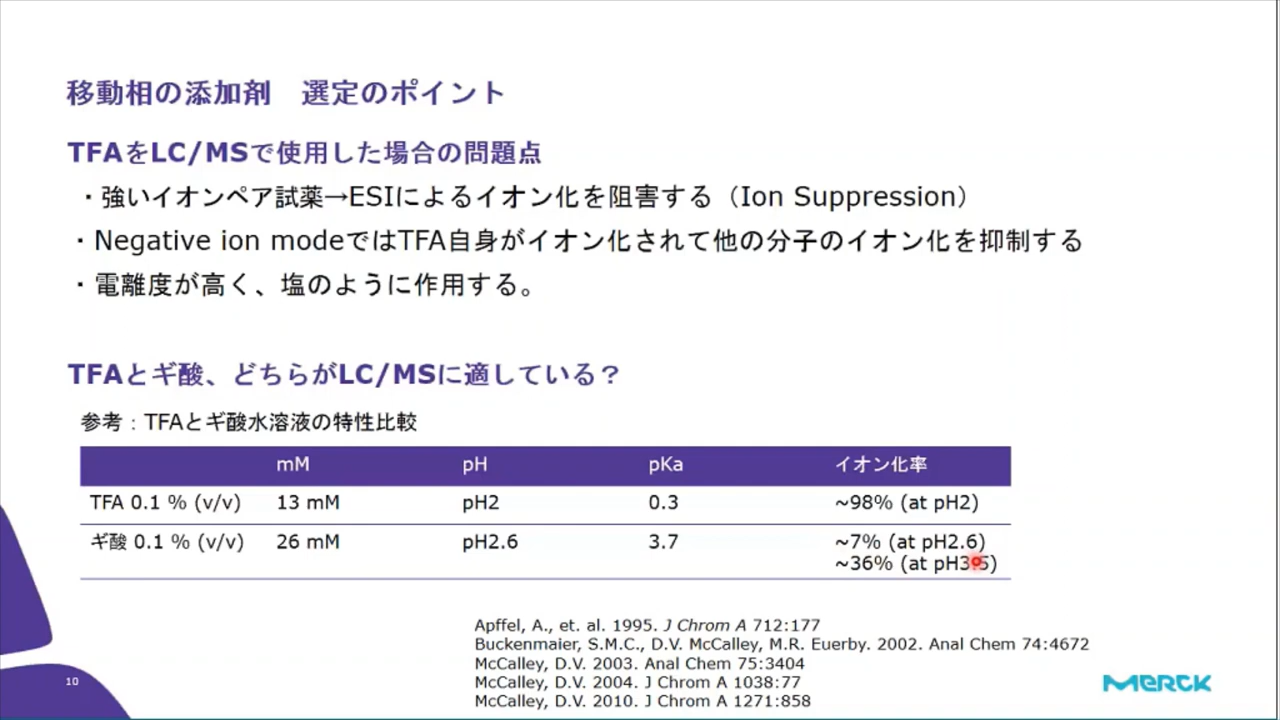 移動相の添加剤　選定のポイント
TFAをLC/MSで使用した場合の問題点
・強いイオンペア試薬→ESIによるイオン化を阻害する（Ion Suppression）
・Negative ion modeではTFA自身がイオン化されて他の分子のイオン化を抑制する
・電離度が高く、塩のように作用する。
TFAとギ酸、どちらがLC/MSに適している？
参考：TFAとギ酸水溶液の特性比較
mM pH pKa イオン化率
TFA 0.1 % (v/v) 13 mM pH2 0.3 ~98% (at pH2)
ギ酸 0.1 % (v/v) 26 mM pH2.6 3.7 ~7% (at pH2.6)
~36% (at pH3.5)
Apffel, A., et. al. 1995. J Chrom A 712:177
Buckenmaier, S.M.C., D.V. McCalley, M.R. Euerby. 2002. Anal Chem 74:4672
McCalley, D.V. 2003. Anal Chem 75:3404
McCalley, D.V. 2004. J Chrom A 1038:77
McCalley, D.V. 2010. J Chrom A 1271:858
10
MERCK